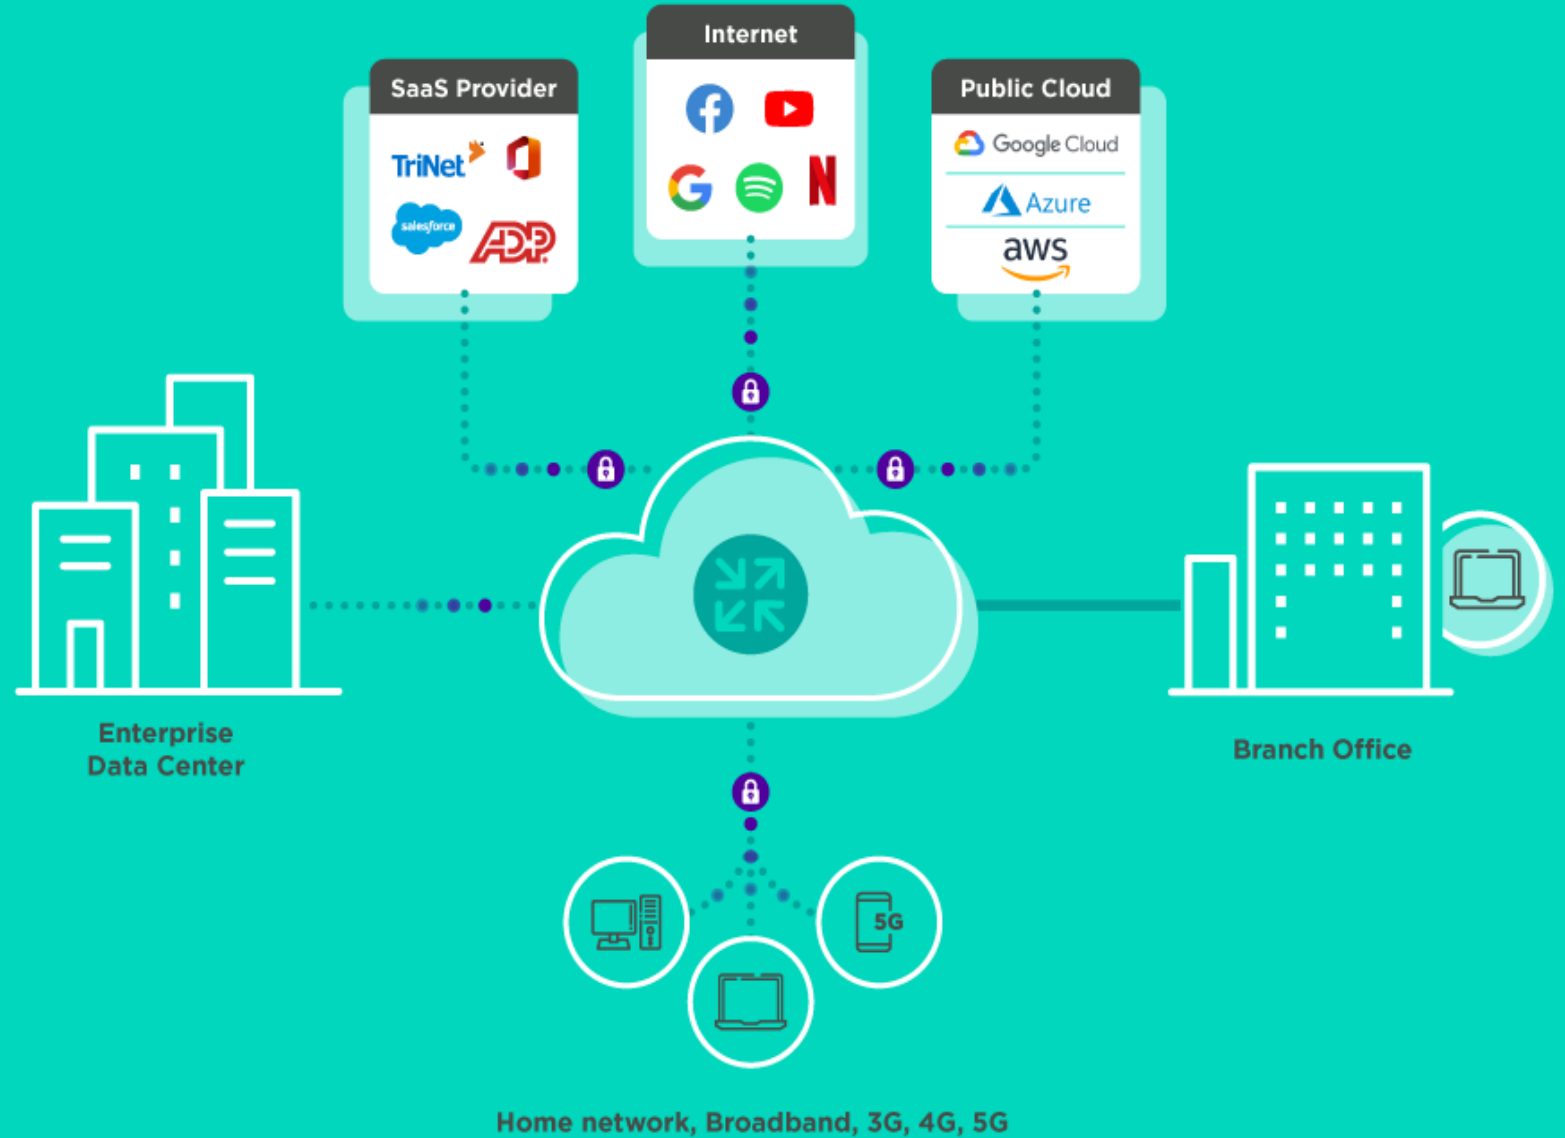 Internet
SaaS Provider
Public Cloud
TriNet
salesforce
ADP
Google Cloud
Azure
aws
Enterprise
Data Center
Branch Office
5G
Home network, Broadband, 3G, 4G, 5G